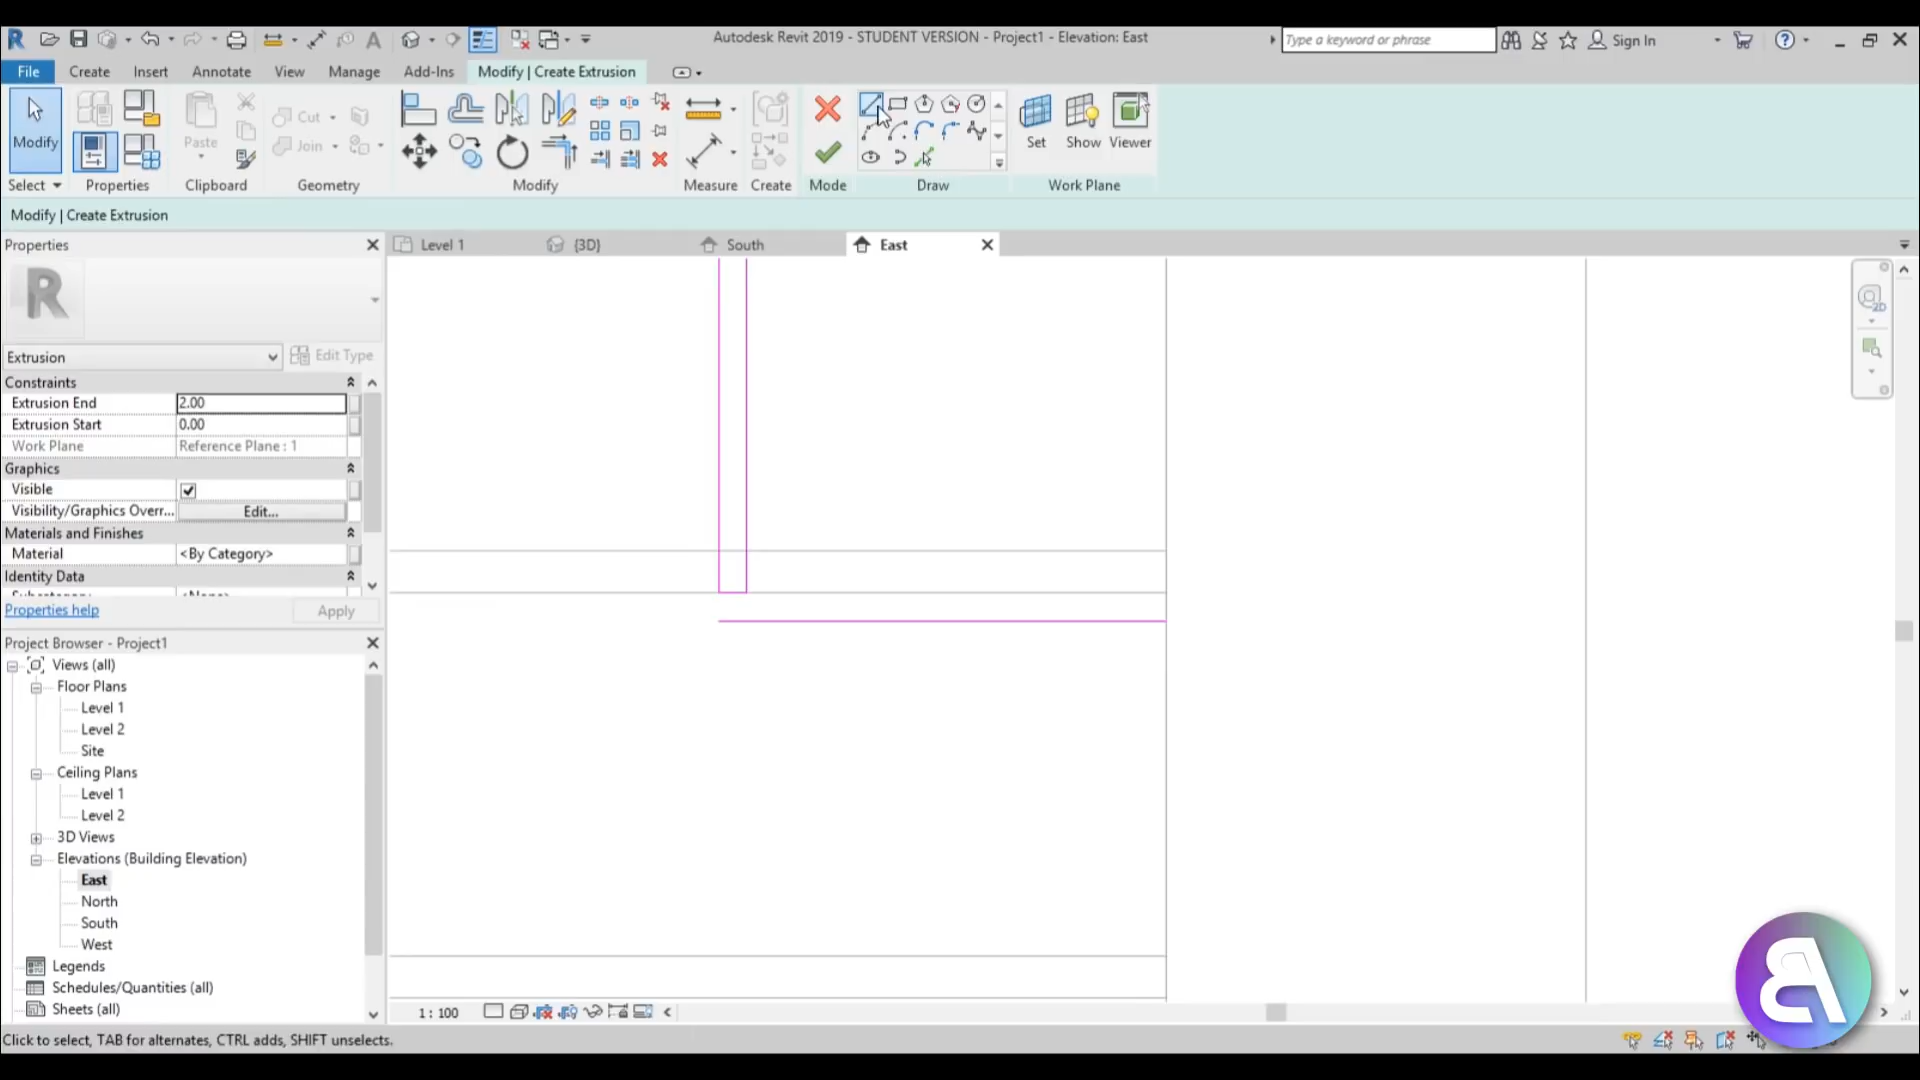 Autodesk Revit 2019 - STUDENT VERSION - Project1 - Elevation: East
Type a keyword or phrase
Sign In
File Create Insert Annotate View Manage Add-Ins Modify | Create Extrusion
Modify
Paste
Cut
Join
Set
Show
Viewer
Select
Properties
Clipboard
Geometry
Modify
Measure
Create
Mode
Draw
Work Plane
Modify | Create Extrusion
Properties
Level 1
{3D}
South
East
2D
Extrusion
Edit Type
Constraints
Extrusion End 2.00
Extrusion Start 0.00
Work Plane Reference Plane : 1
Graphics
Visible
Visibility/Graphics Overr... Edit...
Materials and Finishes
Material <By Category>
Identity Data
Properties help
Apply
Project Browser - Project1
Views (all)
Floor Plans
Level 1
Level 2
Site
Ceiling Plans
Level 1
Level 2
3D Views
Elevations (Building Elevation)
East
North
South
West
Legends
Schedules/Quantities (all)
Sheets (all)
1 : 100
Click to select, TAB for alternates, CTRL adds, SHIFT unselects.